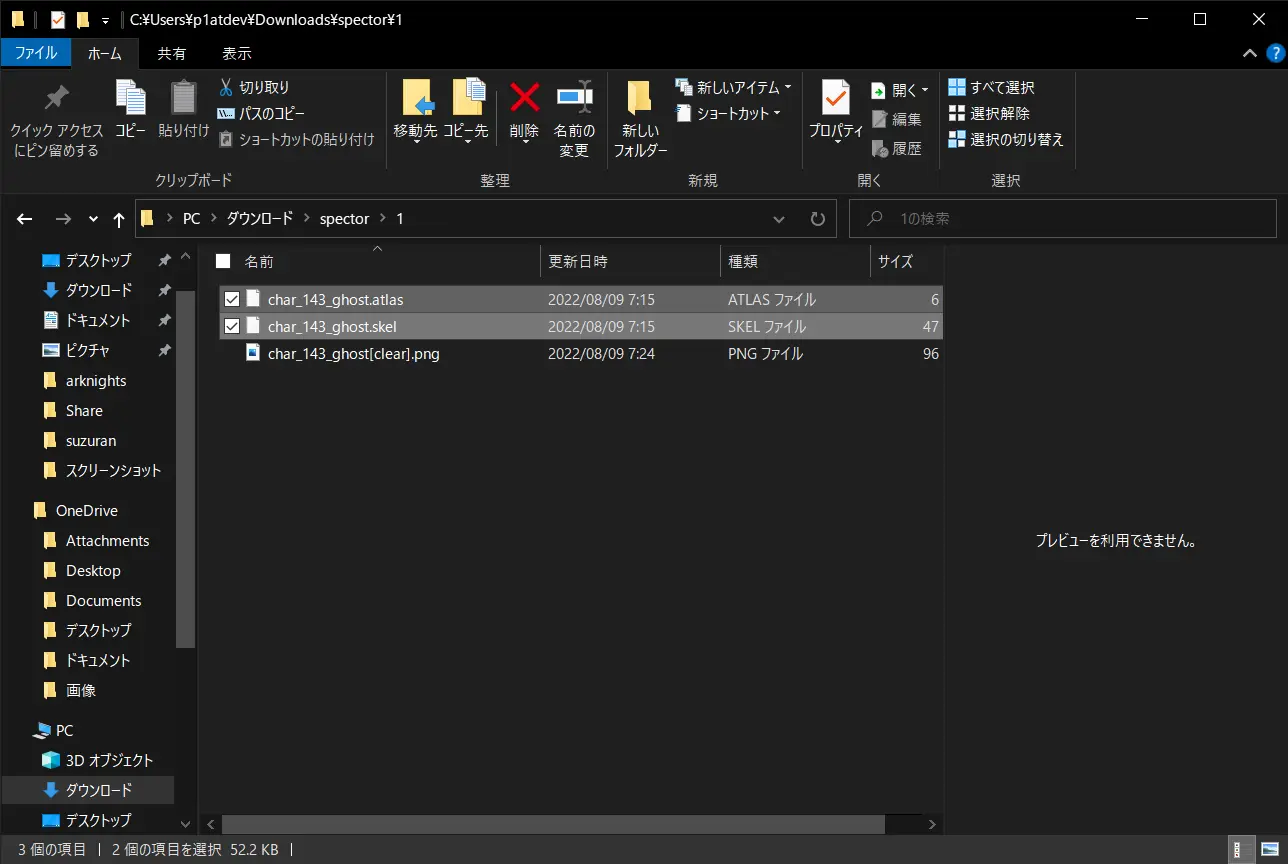 C:¥Users¥p1atdev¥Downloads¥spector¥1
ファイル
ホーム
共有
表示
クイック アクセス
にピン留めする
コピー
貼り付け
切り取り
パスのコピー
ショートカットの貼り付け
クリップボード
移動先
コピー先
削除
名前の
変更
整理
新しい
フォルダー
新しいアイテム
ショートカット
新規
プロパティ
開く
編集
履歴
開く
すべて選択
選択解除
選択の切り替え
選択
PC
ダウンロード
spector
1
1の検索
デスクトップ
ダウンロード
ドキュメント
ピクチャ
arknights
Share
suzuran
スクリーンショット
OneDrive
Attachments
Desktop
Documents
デスクトップ
ドキュメント
画像
PC
3D オブジェクト
ダウンロード
デスクトップ
名前 更新日時 種類 サイズ
char_143_ghost.atlas 2022/08/09 7:15 ATLAS ファイル 6
char_143_ghost.skel 2022/08/09 7:15 SKEL ファイル 47
char_143_ghost[clear].png 2022/08/09 7:24 PNG ファイル 96
プレビューを利用できません。
3 個の項目 2 個の項目を選択 52.2 KB